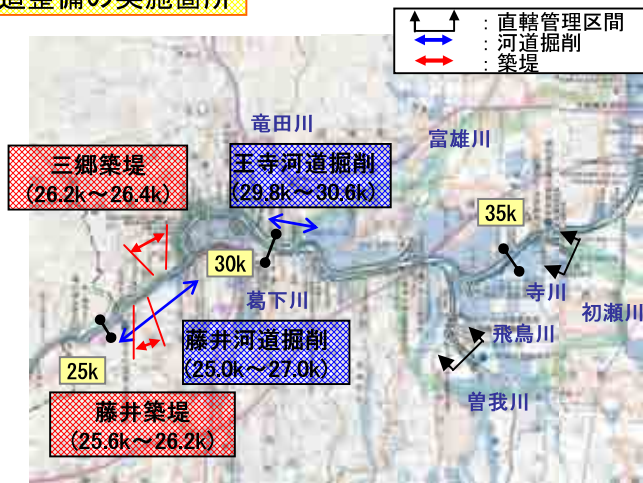 道整備の実施箇所
：直轄管理区間
：河道掘削
：築堤
竜田川
富雄川
三郷築堤
(26.2k～26.4k)
王寺河道掘削
(29.8k～30.6k)
35k
30k
葛下川
寺川
初瀬川
飛鳥川
藤井河道掘削
(25.0k～27.0k)
25k
曽我川
藤井築堤
(25.6k～26.2k)